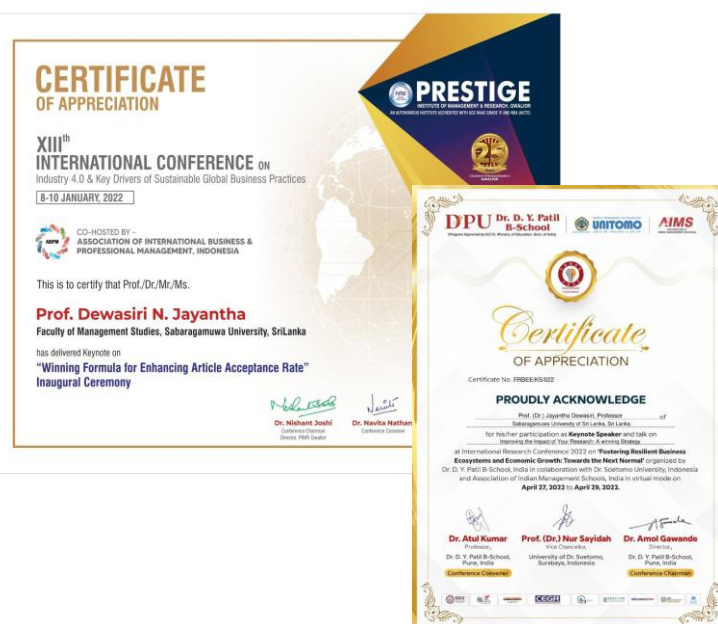 CERTIFICATE
OF APPRECIATION
XIIIth
INTERNATIONAL CONFERENCE ON
Industry 4.0 & Key Drivers of Sustainable Global Business Practices
8-10 JANUARY, 2022
CO-HOSTED BY -
ASSOCIATION OF INTERNATIONAL BUSINESS &
PROFESSIONAL MANAGEMENT, INDONESIA
This is to certify that Prof./Dr./Mr./Ms.
Prof. Dewasiri N. Jayantha
Faculty of Management Studies, Sabaragamuwa University, SriLanka
has delivered Keynote on
“Winning Formula for Enhancing Article Acceptance Rate”
Inaugural Ceremony
Dr. Nishant Joshi
Conference Chairman
Director, PIMR Gwalior
Dr. Navita Nathani
Conference Convener
PRESTIGE
INSTITUTE OF MANAGEMENT & RESEARCH, GWALIOR
25
DPU Dr. D. Y. Patil
B-School
UNITOMO
AIMS
Certificate
OF APPRECIATION
Certificate No. FRBEE/KS/022
PROUDLY ACKNOWLEDGE
Prof. (Dr.) Jayantha Dewasiri, Professor of
Sabaragamuwa University of Sri Lanka, Sri Lanka
for his/her participation as Keynote Speaker and talk on
Improving the Impact of Your Research: A winning Strategy
at International Research Conference 2022 on 'Fostering Resilient Business
Ecosystems and Economic Growth: Towards the Next Normal' organized by
Dr. D. Y. Patil B-School, India in collaboration with Dr. Soetomo University, Indonesia
and Association of Indian Management Schools, India in virtual mode on
April 27, 2022 to April 29, 2022.
Dr. Atul Kumar
Professor,
Dr. D. Y. Patil B-School,
Pune, India
Conference Convener
Prof. (Dr.) Nur Sayidah
Vice Chancellor,
University of Dr. Soetomo,
Surabaya, Indonesia
Dr. Amol Gawande
Director,
Dr. D. Y. Patil B-School,
Pune, India
Conference Chairman
CEGR